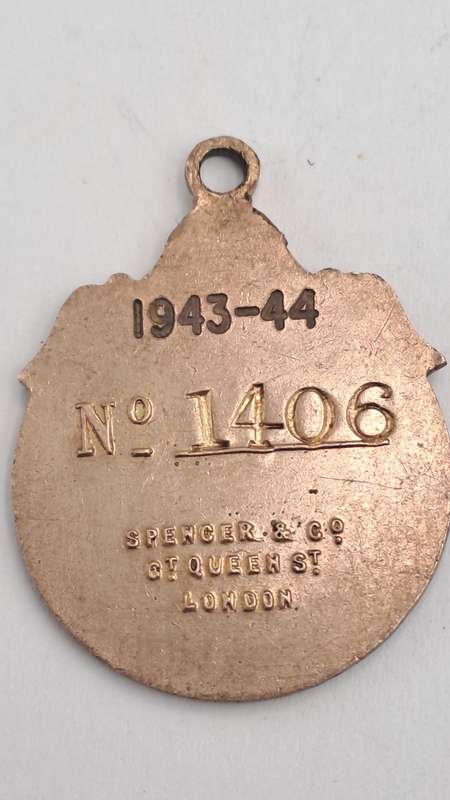 1943-44
Nº 1406
SPENCER & Cº
GT QUEEN ST
LONDON